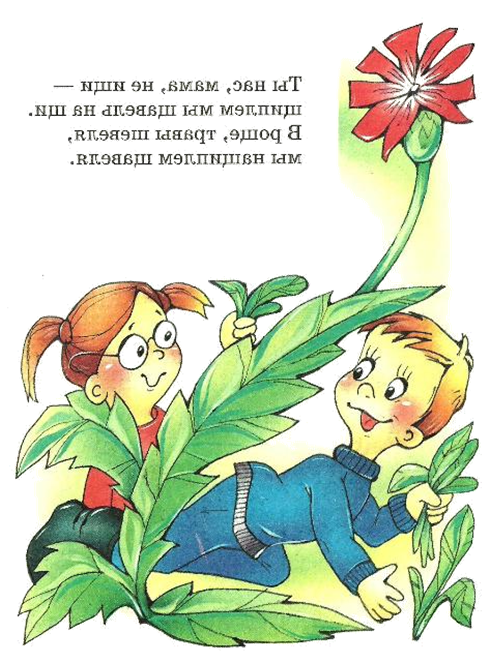 Ты нас, мама, не ищи —
щиплем мы щавель на щи.
В роще, травы шевеля,
мы нащиплем щавеля.